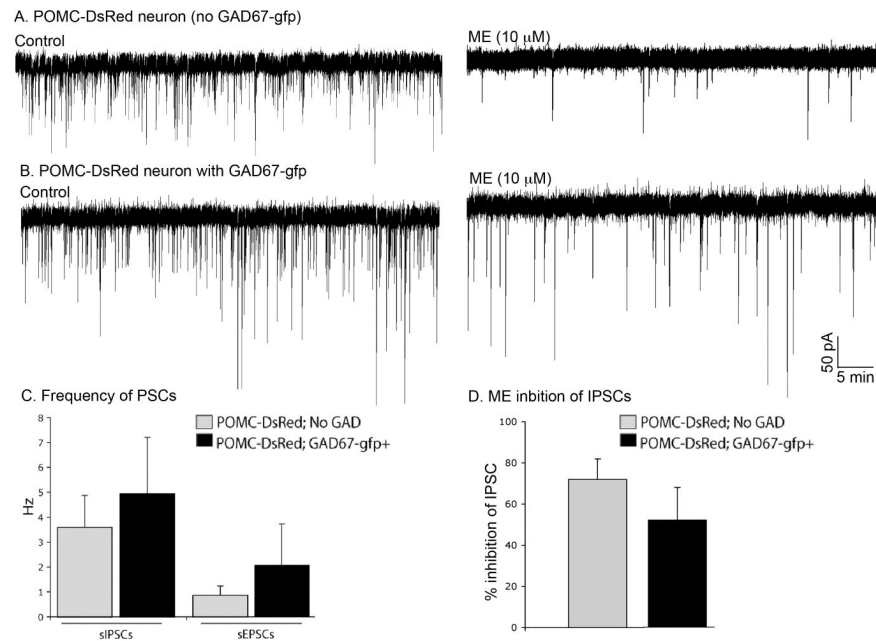 A. POMC-DsRed neuron (no GAD67-gfp)
Control
ME (10 μM)
B. POMC-DsRed neuron with GAD67-gfp
Control
ME (10 μM)
50 pA
5 min
C. Frequency of PSCs
POMC-DsRed; No GAD
POMC-DsRed; GAD67-gfp+
Hz
8
7
6
5
4
3
2
1
0
sIPSCs
sEPSCs
D. ME inbition of IPSCs
POMC-DsRed; No GAD
POMC-DsRed; GAD67-gfp+
% inhibition of IPSC
100
80
60
40
20
0